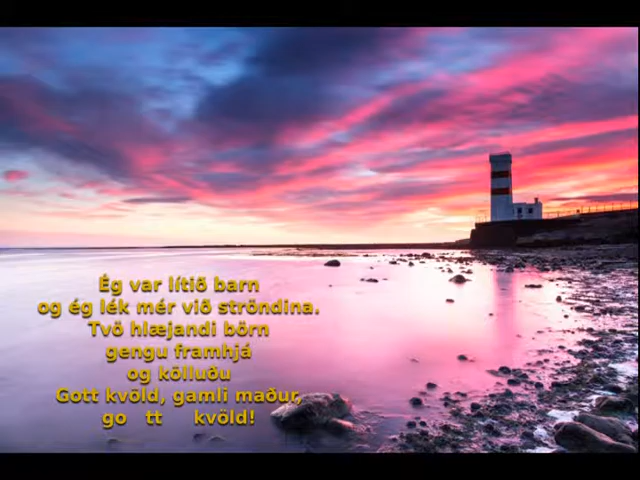 Ég var lítið barn
og ég lék mér við ströndina.
Tvö hlæjandi börn
gengu framhjá
og kölluðu
Gott kvöld, gamli maður,
go tt kvöld!